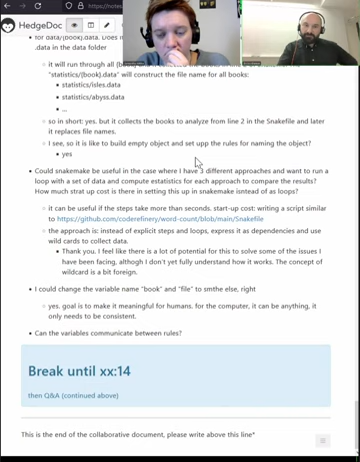 https://notes
HedgeDoc
for data/{book}.data. Does
.data in the data folder
it will run through all {book}
"statistics/{book}.data" will construct the file name for all books:
statistics/isles.data
statistics/abyss.data
...
so in short: yes. but it collects the books to analyze from line 2 in the Snakefile and later
it replaces file names.
I see, so it is like to build empty object and set upp the rules for naming the object?
yes
Could snakemake be useful in the case where I have 3 different approaches and want to run a
loop with a set of data and compute estatistics for each approach to compare the results?
How much strat up cost is there in setting this up in snakemake instead of as loops?
it can be useful if the steps take more than seconds. start-up cost: writing a script similar
to https://github.com/coderefinery/word-count/blob/main/Snakefile
the approach is: instead of explicit steps and loops, express it as dependencies and use
wild cards to collect data.
Thank you. I feel like there is a lot of potential for this to solve some of the issues I
have been facing, althogh I don't yet fully understand how it works. The concept of
wildcard is a bit foreign.
I could change the variable name "book" and "file" to smthe else, right
yes. goal is to make it meaningful for humans. for the computer, it can be anything, it
only needs to be consistent.
Can the variables communicate between rules?
Break until xx:14
then Q&A (continued above)
This is the end of the collaborative document, please write above this line*